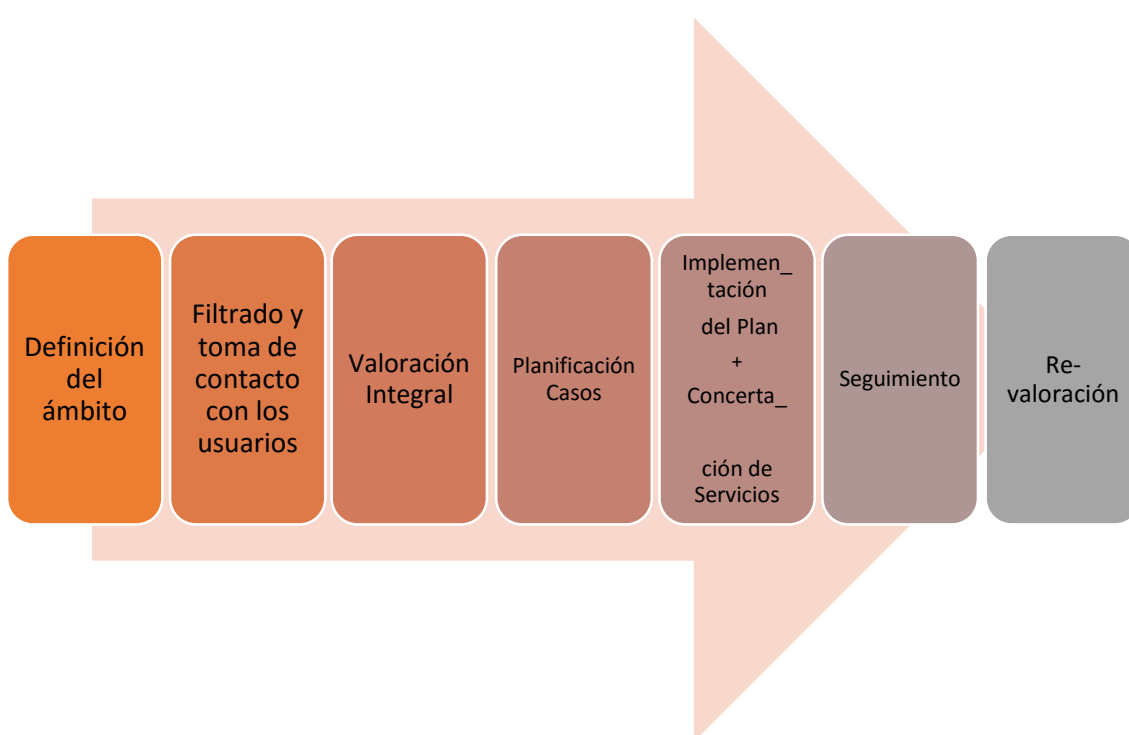 Definición
del
ámbito
Filtrado y
toma de
contacto
con los
usuarios
Valoración
Integral
Planificación
Casos
Implemen_
tación
del Plan
+
Concerta_
ción de
Servicios
Seguimiento
Re-
valoración